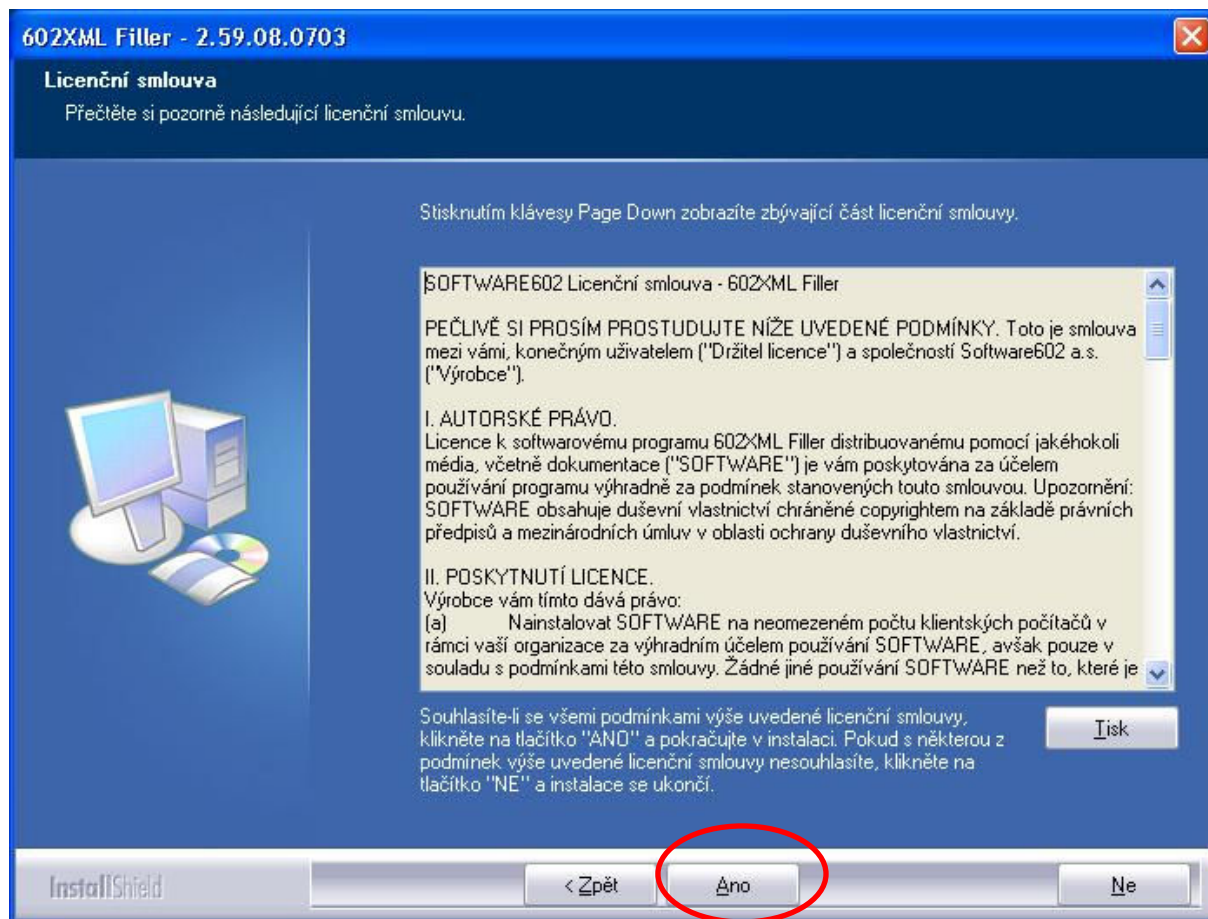 602XML Filler - 2.59.08.0703
Licenční smlouva
Přečtěte si pozorně následující licenční smlouvu.
Stisknutím klávesy Page Down zobrazíte zbývající část licenční smlouvy.
SOFTWARE602 Licenční smlouva - 602XML Filler
PEČLIVĚ SI PROSÍM PROSTUDUJTE NÍŽE UVEDENÉ PODMÍNKY. Toto je smlouva
mezi vámi, konečným uživatelem ("Držitel licence") a společností Software602 a.s.
("Výrobce").
I. AUTORSKÉ PRÁVO.
Licence k softwarovému programu 602XML Filler distribuovanému pomocí jakéhokoli
média, včetně dokumentace ("SOFTWARE") je vám poskytována za účelem
používání programu výhradně za podmínek stanovených touto smlouvou. Upozornění:
SOFTWARE obsahuje duševní vlastnictví chráněné copyrightem na základě právních
předpisů a mezinárodních úmluv v oblasti ochrany duševního vlastnictví.
II. POSKYTNUTÍ LICENCE.
Výrobce vám tímto dává právo:
(a) Nainstalovat SOFTWARE na neomezeném počtu klientských počítačů v
rámci vaší organizace za výhradním účelem používání SOFTWARE, avšak pouze v
souladu s podmínkami této smlouvy. Žádné jiné používání SOFTWARE než to, které je
Souhlasíte-li se všemi podmínkami výše uvedené licenční smlouvy,
klikněte na tlačítko "ANO" a pokračujte v instalaci. Pokud s některou z
podmínek výše uvedené licenční smlouvy nesouhlasíte, klikněte na
tlačítko "NE" a instalace se ukončí.
Tisk
InstallShield
< Zpět
Ano
Ne